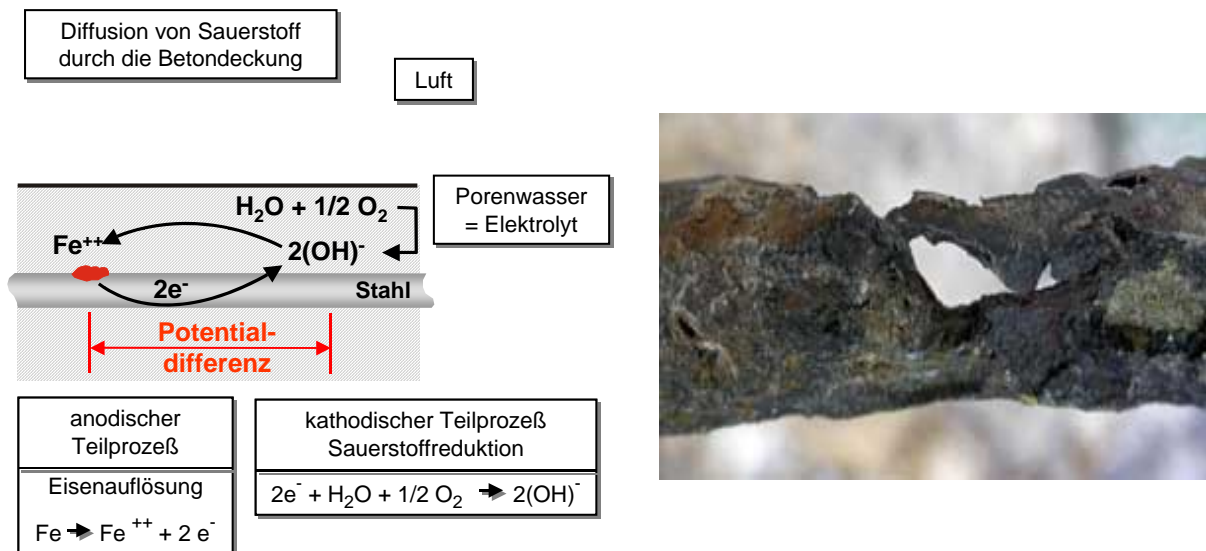 Diffusion von Sauerstoff
durch die Betondeckung
Luft
H₂O + 1/2 O₂
Porenwasser
= Elektrolyt
Fe⁺⁺
2(OH)⁻
2e⁻
Stahl
Potential-
differenz
anodischer
Teilprozeß
Eisenauflösung
Fe → Fe ⁺⁺ + 2 e⁻
kathodischer Teilprozeß
Sauerstoffreduktion
2e⁻ + H₂O + 1/2 O₂ → 2(OH)⁻